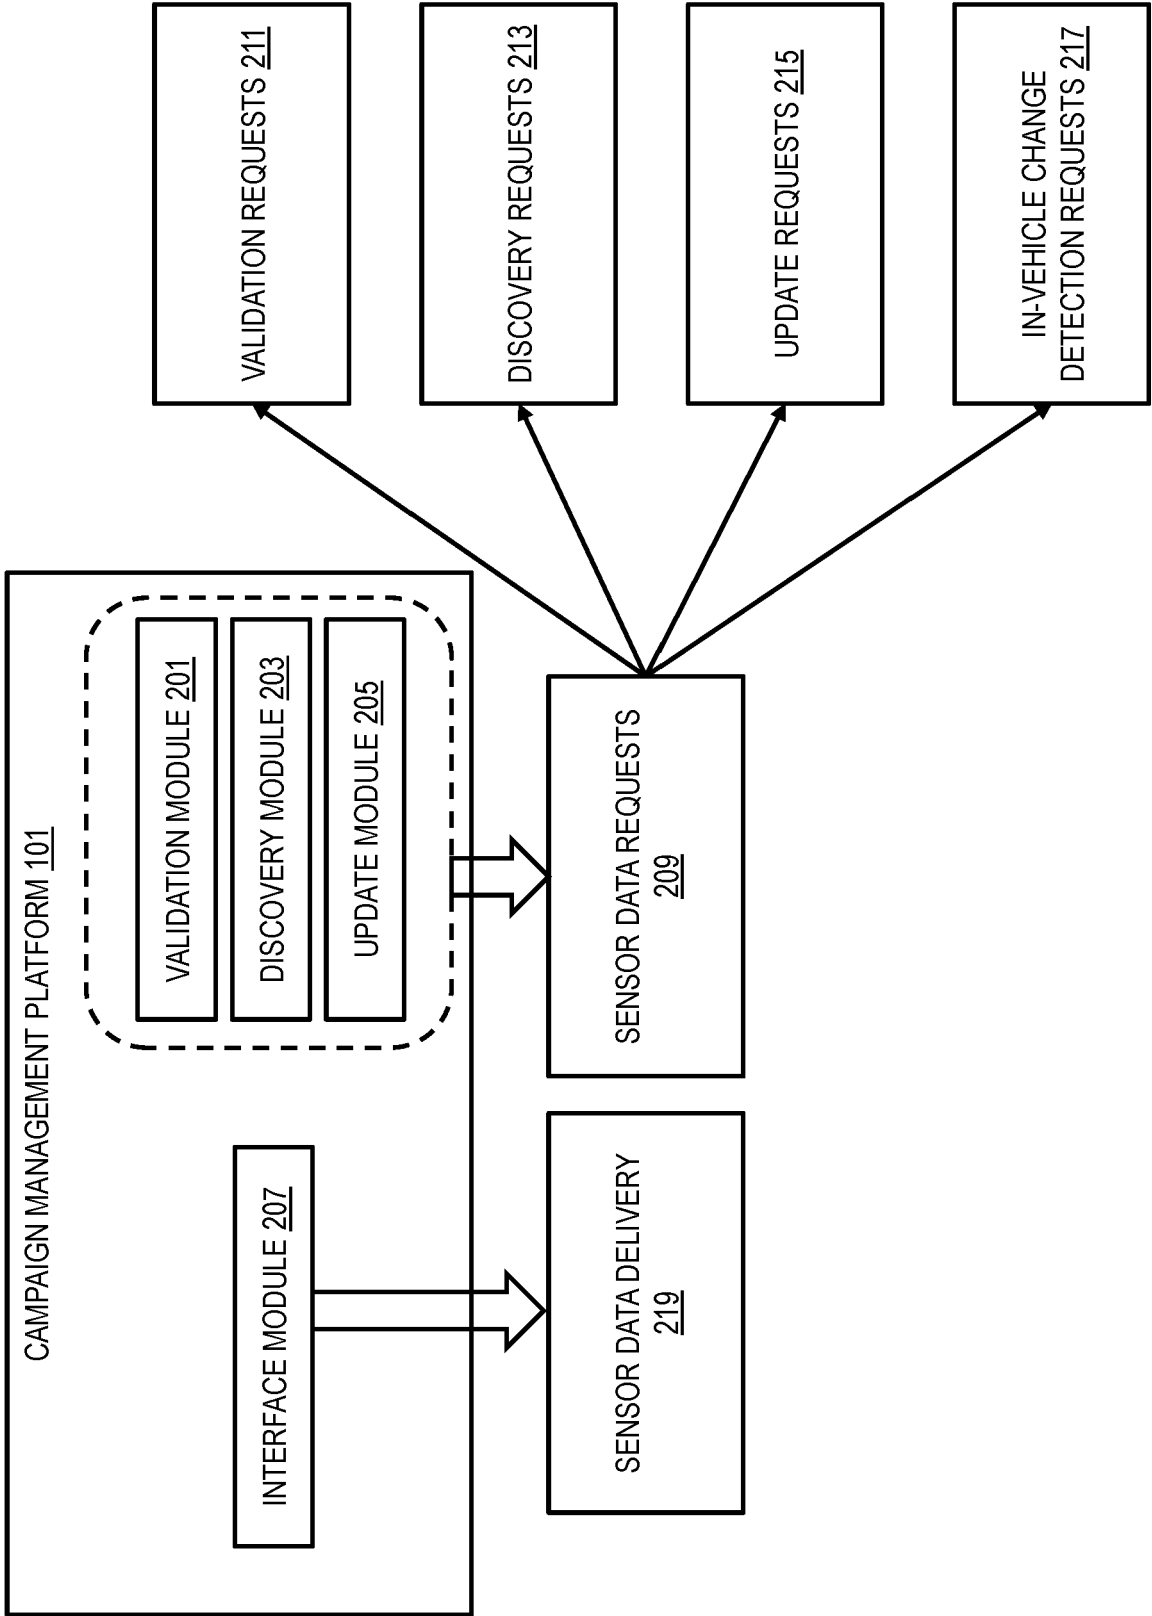 CAMPAIGN MANAGEMENT PLATFORM 101
INTERFACE MODULE 207
VALIDATION MODULE 201
DISCOVERY MODULE 203
UPDATE MODULE 205
SENSOR DATA DELIVERY
219
SENSOR DATA REQUESTS
209
VALIDATION REQUESTS 211
DISCOVERY REQUESTS 213
UPDATE REQUESTS 215
IN-VEHICLE CHANGE
DETECTION REQUESTS 217